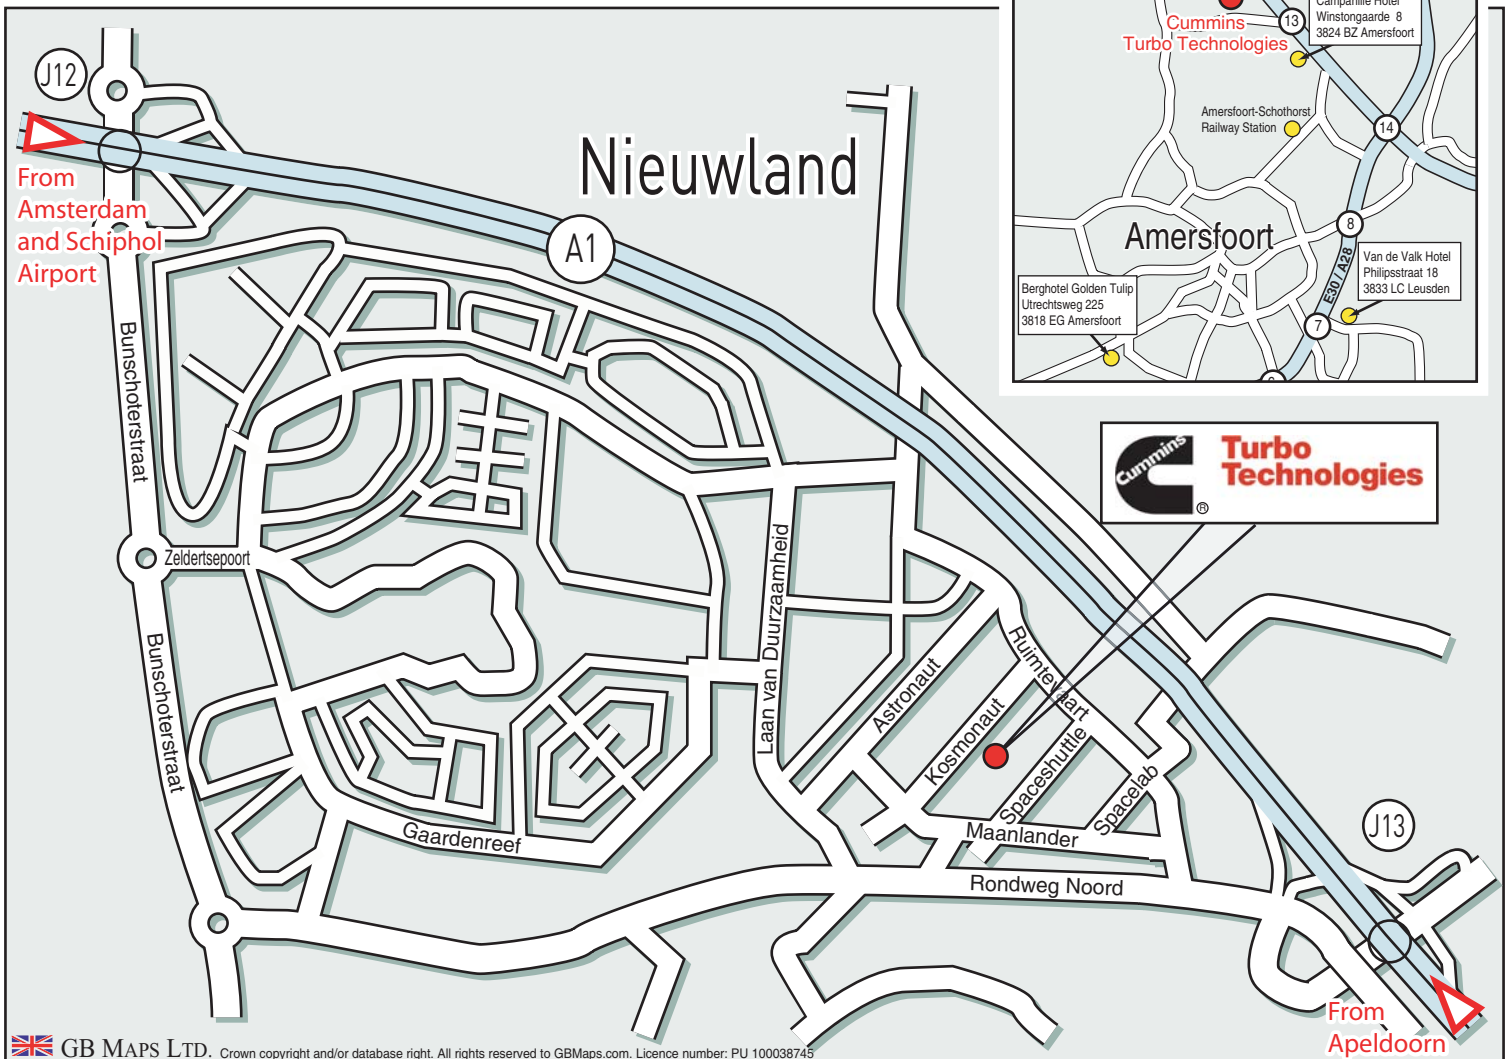 J12
From
Amsterdam
and Schiphol
Airport
Nieuwland
A1
Bunschoterstraat
Zeldertsepoort
Bunschoterstraat
Gaardenreef
Laan van Duurzaamheid
Astronaut
Kosmonaut
Ruimtevaart
Spaceshuttle
Spacelab
Maanlander
Rondweg Noord
J13
From
Apeldoorn
Cummins
Turbo
Technologies
®
Cummins
Turbo Technologies
13
Campanille Hotel
Winstongaarde 8
3824 BZ Amersfoort
Amersfoort-Schothorst
Railway Station
14
Amersfoort
8
E30 / A28
Van de Valk Hotel
Philipsstraat 18
3833 LC Leusden
7
Berghotel Golden Tulip
Utrechtsweg 225
3818 EG Amersfoort
GB MAPS LTD. Crown copyright and/or database right. All rights reserved to GBMaps.com. Licence number: PU 100038745